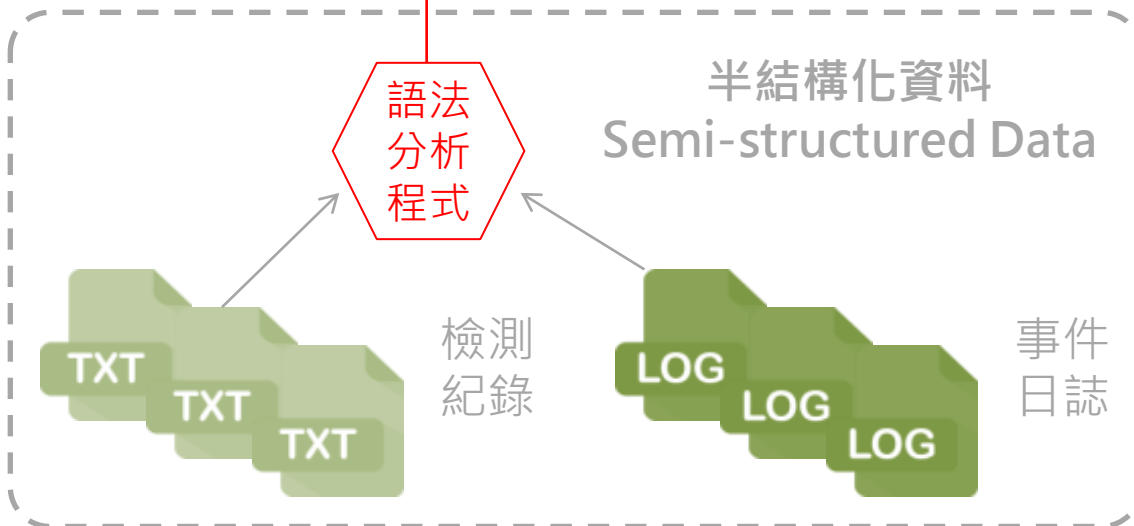 語法
分析
程式
半結構化資料
Semi-structured Data
TXT
TXT
TXT
檢測
紀錄
LOG
LOG
LOG
事件
日誌